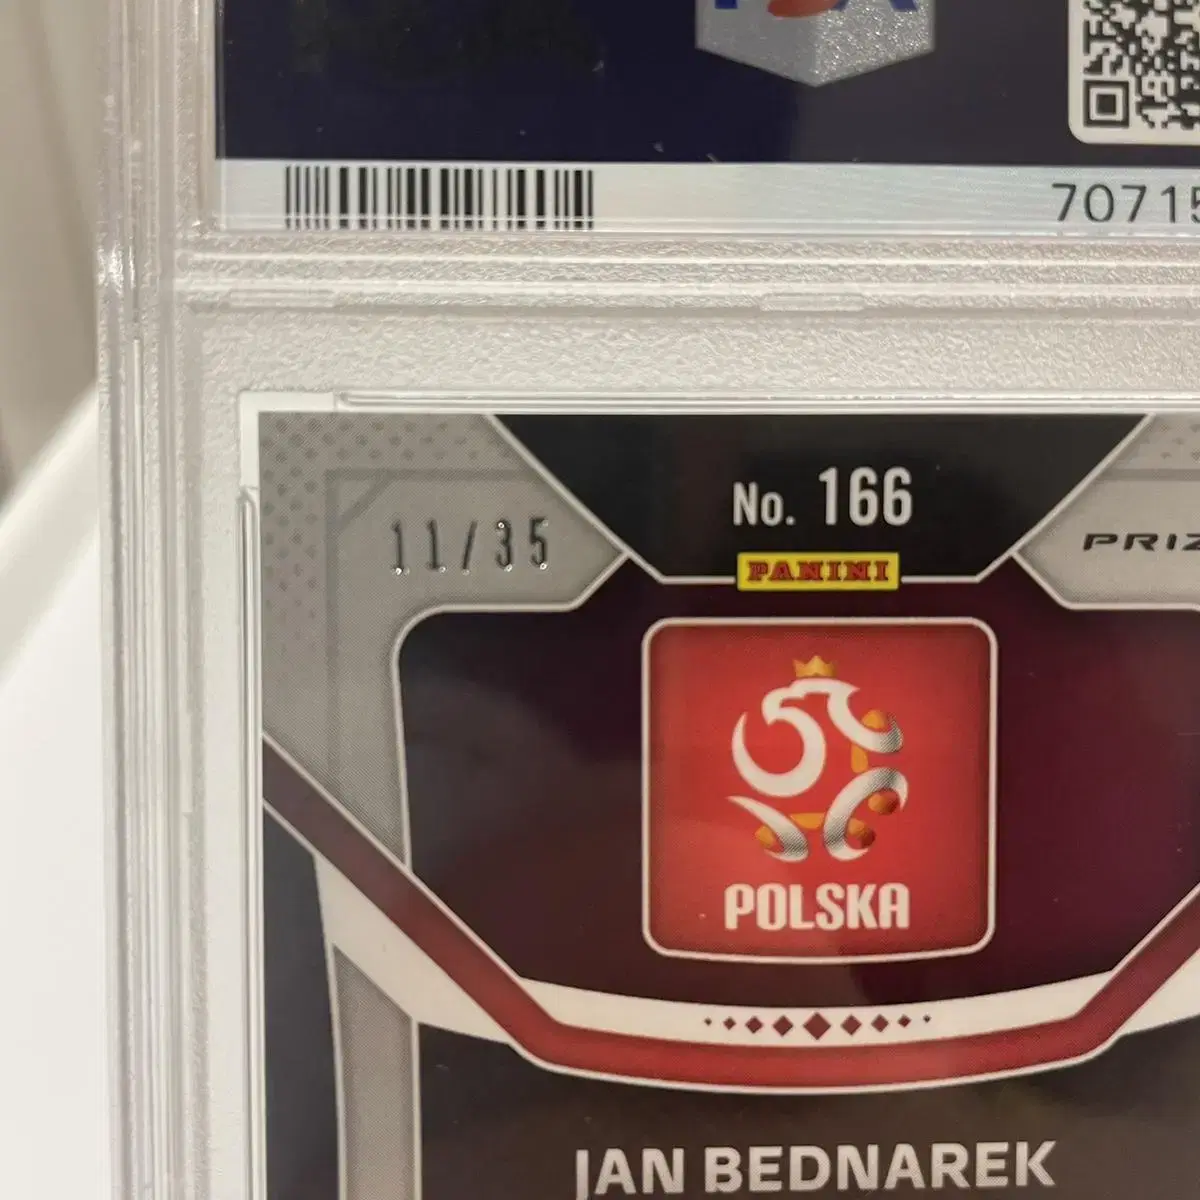 70715
No. 166
11/35
PANINI
PRIZ
POLSKA
JAN BEDNAREK